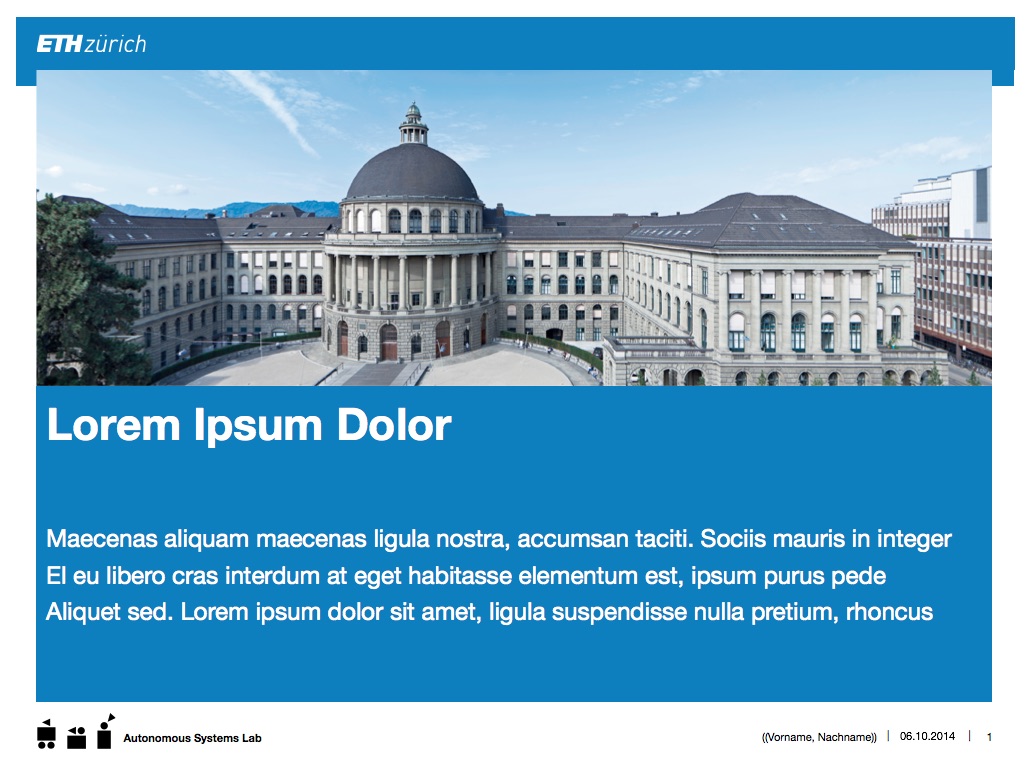 ETH zürich
Lorem Ipsum Dolor
Maecenas aliquam maecenas ligula nostra, accumsan taciti. Sociis mauris in integer
El eu libero cras interdum at eget habitasse elementum est, ipsum purus pede
Aliquet sed. Lorem ipsum dolor sit amet, ligula suspendisse nulla pretium, rhoncus
Autonomous Systems Lab
((Vorname, Nachname)) | 06.10.2014 | 1